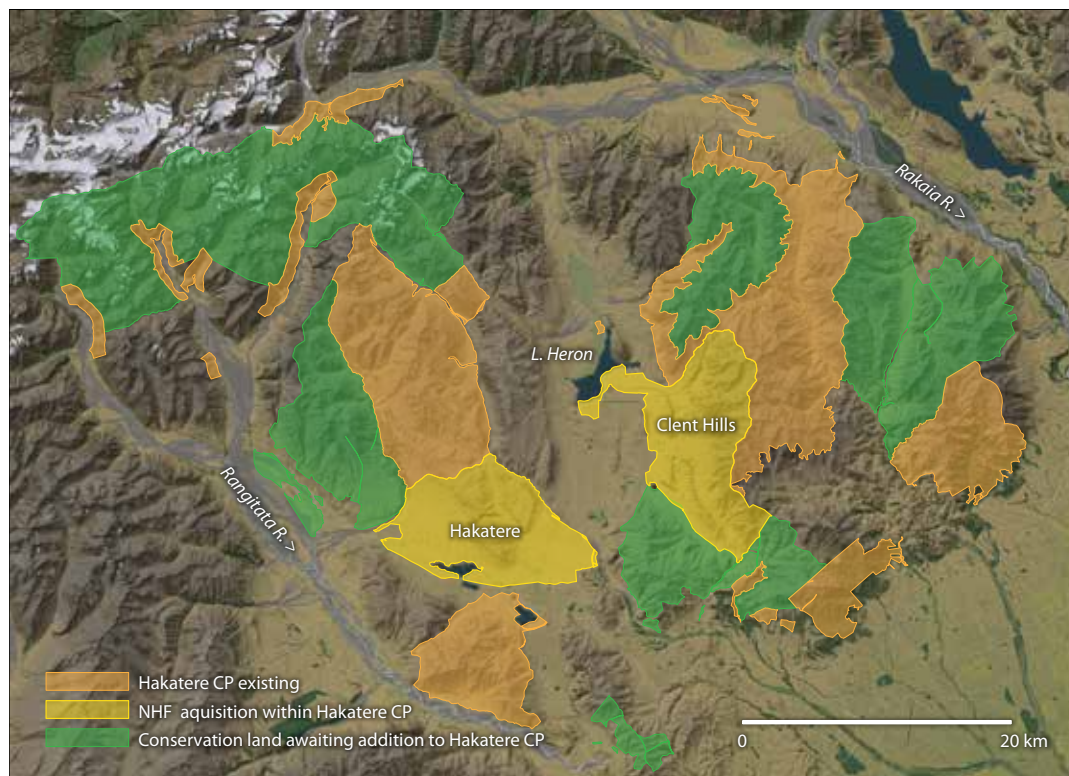 Rakaia R. >
L. Heron
Clent Hills
Rangitata R. >
Hakatere
Hakatere CP existing
NHF aquisition within Hakatere CP
Conservation land awaiting addition to Hakatere CP
0 20 km